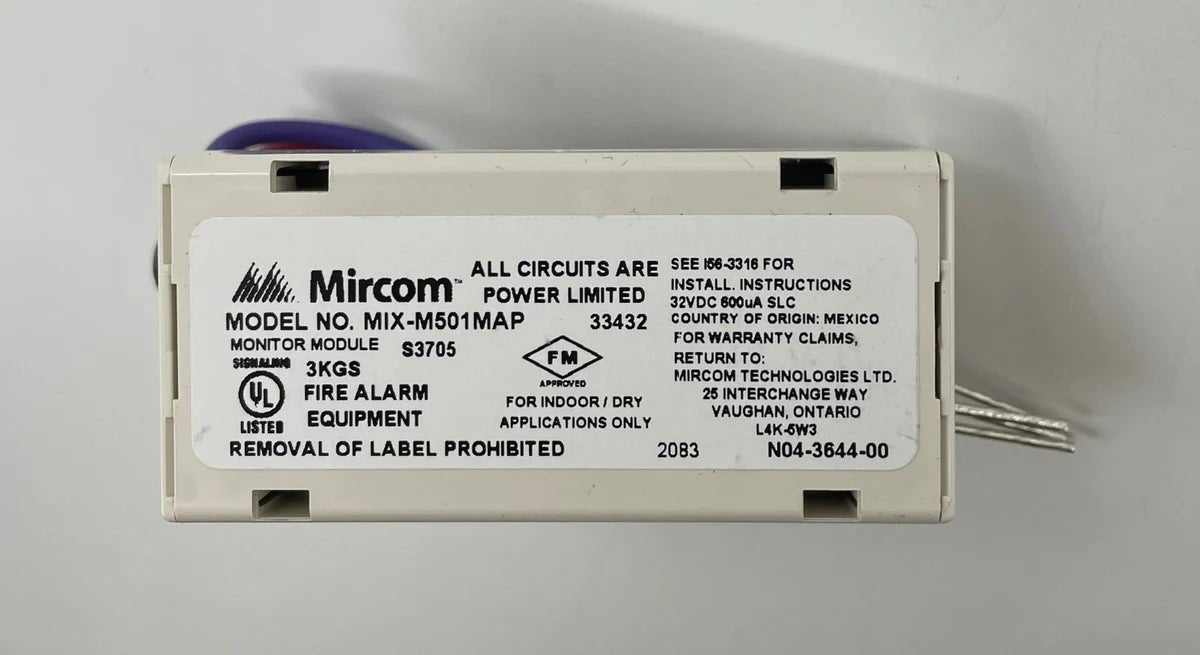 Mircom™
ALL CIRCUITS ARE
POWER LIMITED
MODEL NO. MIX-M501MAP 33432
MONITOR MODULE S3705
SIGNALING
UL
LISTED
3KGS
FIRE ALARM
EQUIPMENT
FM
APPROVED
FOR INDOOR / DRY
APPLICATIONS ONLY
REMOVAL OF LABEL PROHIBITED 2083
SEE I56-3316 FOR
INSTALL. INSTRUCTIONS
32VDC 600uA SLC
COUNTRY OF ORIGIN: MEXICO
FOR WARRANTY CLAIMS,
RETURN TO:
MIRCOM TECHNOLOGIES LTD.
25 INTERCHANGE WAY
VAUGHAN, ONTARIO
L4K-5W3
N04-3644-00